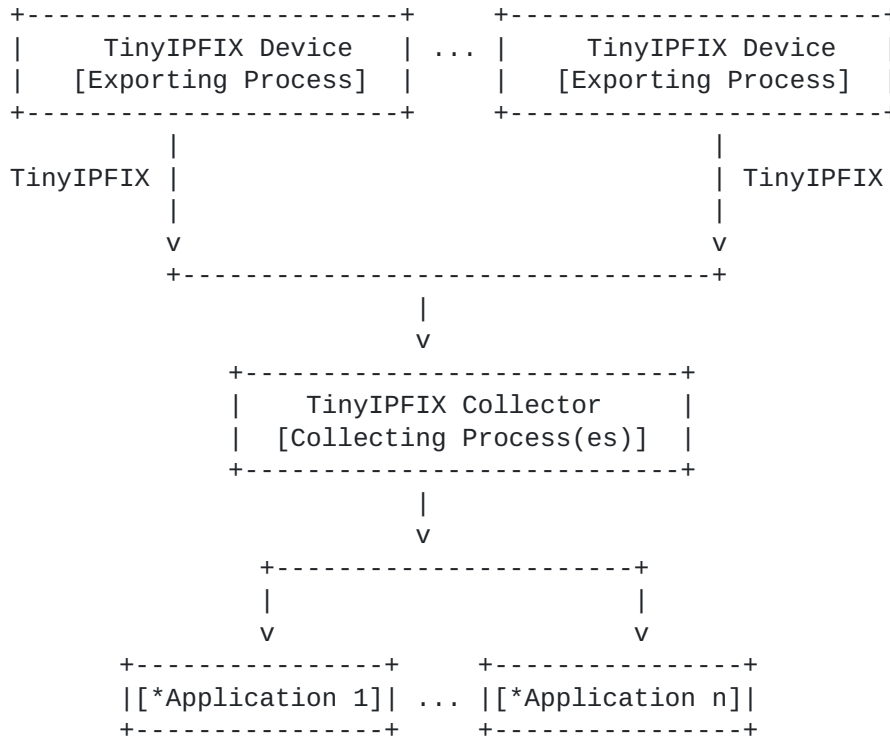 +------------------------+     +------------------------+
|     TinyIPFIX Device   | ... |     TinyIPFIX Device   |
|   [Exporting Process]  |     |   [Exporting Process]  |
+------------------------+     +------------------------+
          |                                  |
TinyIPFIX |                                  | TinyIPFIX
          |                                  |
          v                                  v
          +---------------------------------+
                          |
                          v
              +----------------------------+
              |    TinyIPFIX Collector     |
              |  [Collecting Process(es)]  |
              +----------------------------+
                          |
                          v
                +-----------------------+
                |                       |
                v                       v
       +----------------+     +----------------+
       |[*Application 1]| ... |[*Application n]|
       +----------------+     +----------------+